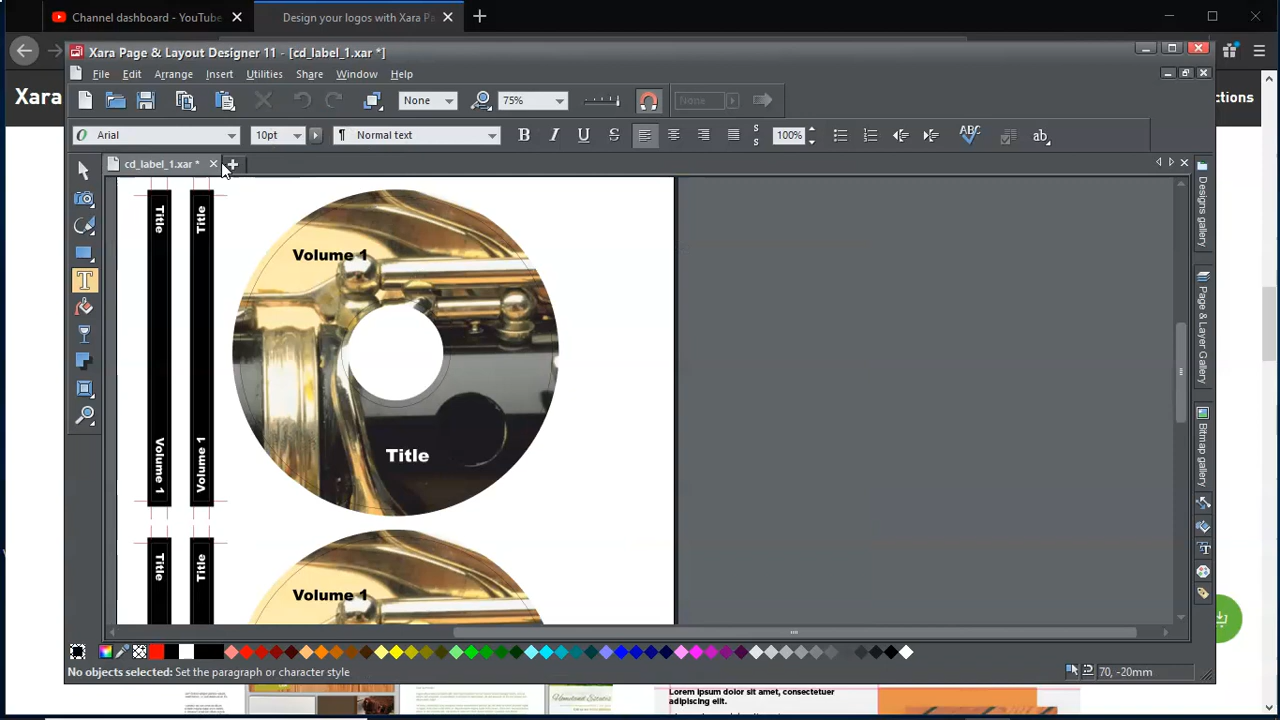 Channel dashboard - YouTube
Design your logos with Xara Pa
Xara
ctions
Xara Page & Layout Designer 11 - [cd_label_1.xar *]
File Edit Arrange Insert Utilities Share Window Help
None
75%
None
Arial
10pt
Normal text
B I U S
100%
ABC
ab
cd_label_1.xar *
Title
Title
Volume 1
Volume 1
Volume 1
Title
Title
Title
Volume 1
Designs gallery
Page & Layout Gallery
Bitmap gallery
No objects selected: Set the paragraph or character style
70, -20mm
Lorem ipsum dolor sit amet, consectetuer
adipiscing elit.